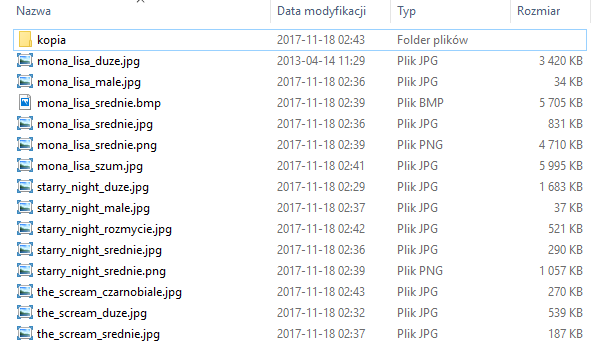 Nazwa Data modyfikacji Typ Rozmiar
kopia 2017-11-18 02:43 Folder plików
mona_lisa_duze.jpg 2013-04-14 11:29 Plik JPG 3 420 KB
mona_lisa_male.jpg 2017-11-18 02:36 Plik JPG 34 KB
mona_lisa_srednie.bmp 2017-11-18 02:39 Plik BMP 5 705 KB
mona_lisa_srednie.jpg 2017-11-18 02:36 Plik JPG 831 KB
mona_lisa_srednie.png 2017-11-18 02:39 Plik PNG 4 710 KB
mona_lisa_szum.jpg 2017-11-18 02:41 Plik JPG 5 995 KB
starry_night_duze.jpg 2017-11-18 02:29 Plik JPG 1 683 KB
starry_night_male.jpg 2017-11-18 02:37 Plik JPG 37 KB
starry_night_rozmycie.jpg 2017-11-18 02:42 Plik JPG 521 KB
starry_night_srednie.jpg 2017-11-18 02:36 Plik JPG 290 KB
starry_night_srednie.png 2017-11-18 02:39 Plik PNG 1 057 KB
the_scream_czarnobiale.jpg 2017-11-18 02:43 Plik JPG 270 KB
the_scream_duze.jpg 2017-11-18 02:32 Plik JPG 539 KB
the_scream_srednie.jpg 2017-11-18 02:37 Plik JPG 187 KB